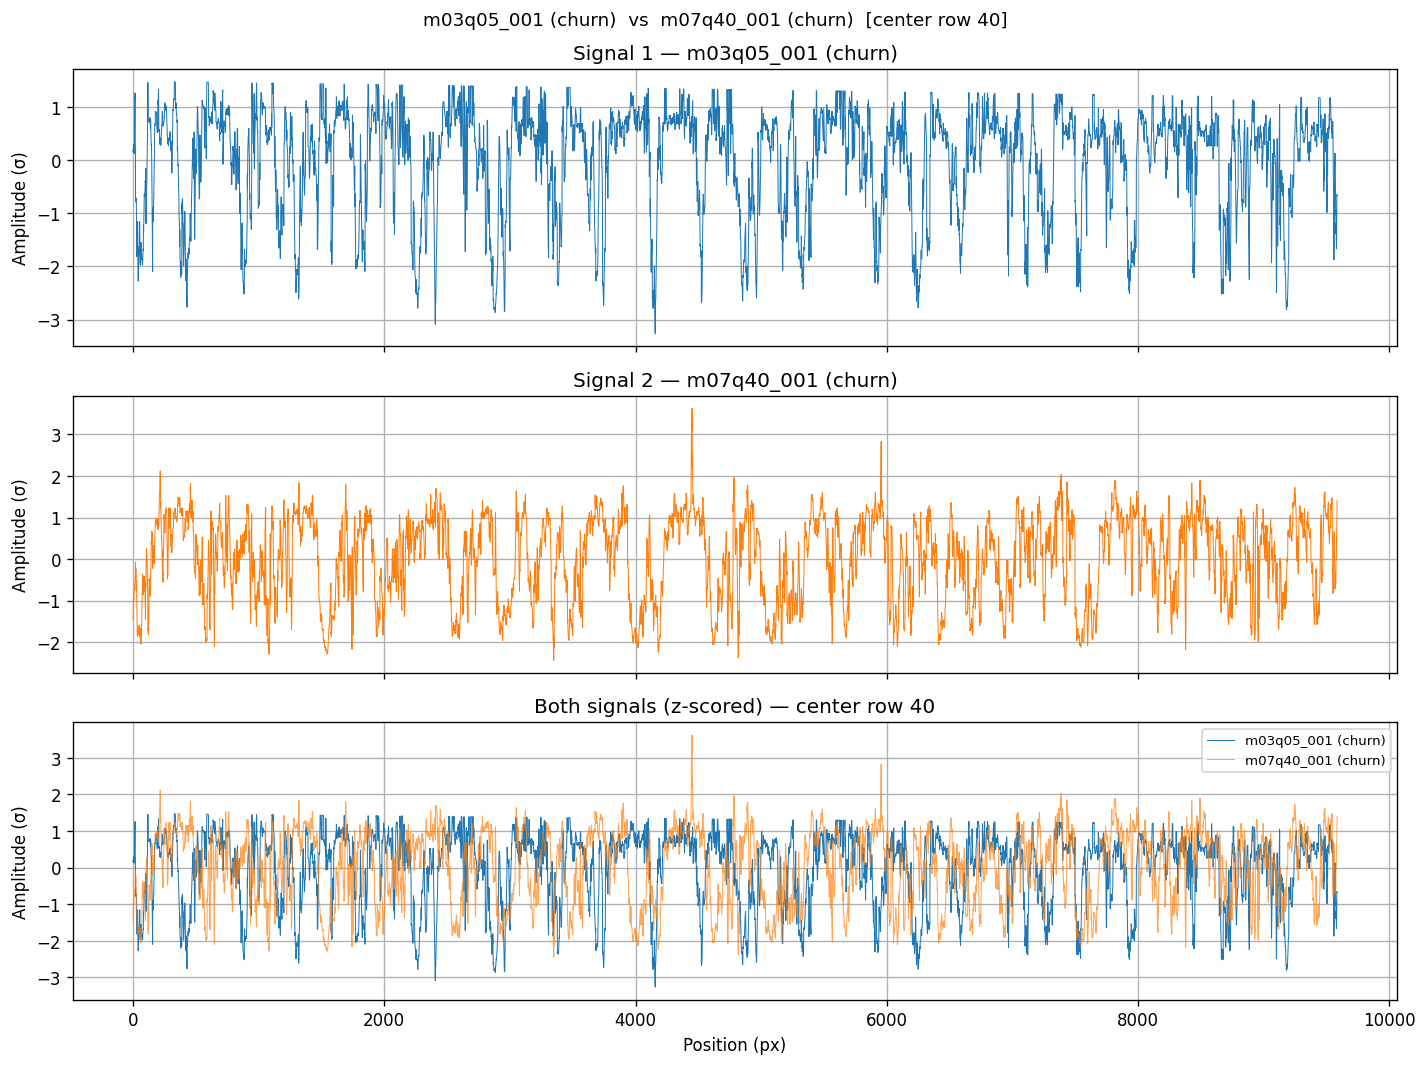 m03q05_001 (churn)  vs  m07q40_001 (churn)  [center row 40]
Signal 1 — m03q05_001 (churn)
Amplitude (σ)
1
0
−1
−2
−3
Signal 2 — m07q40_001 (churn)
Amplitude (σ)
3
2
1
0
−1
−2
Both signals (z-scored) — center row 40
Amplitude (σ)
3
2
1
0
−1
−2
−3
m03q05_001 (churn)
m07q40_001 (churn)
0 2000 4000 6000 8000 10000
Position (px)